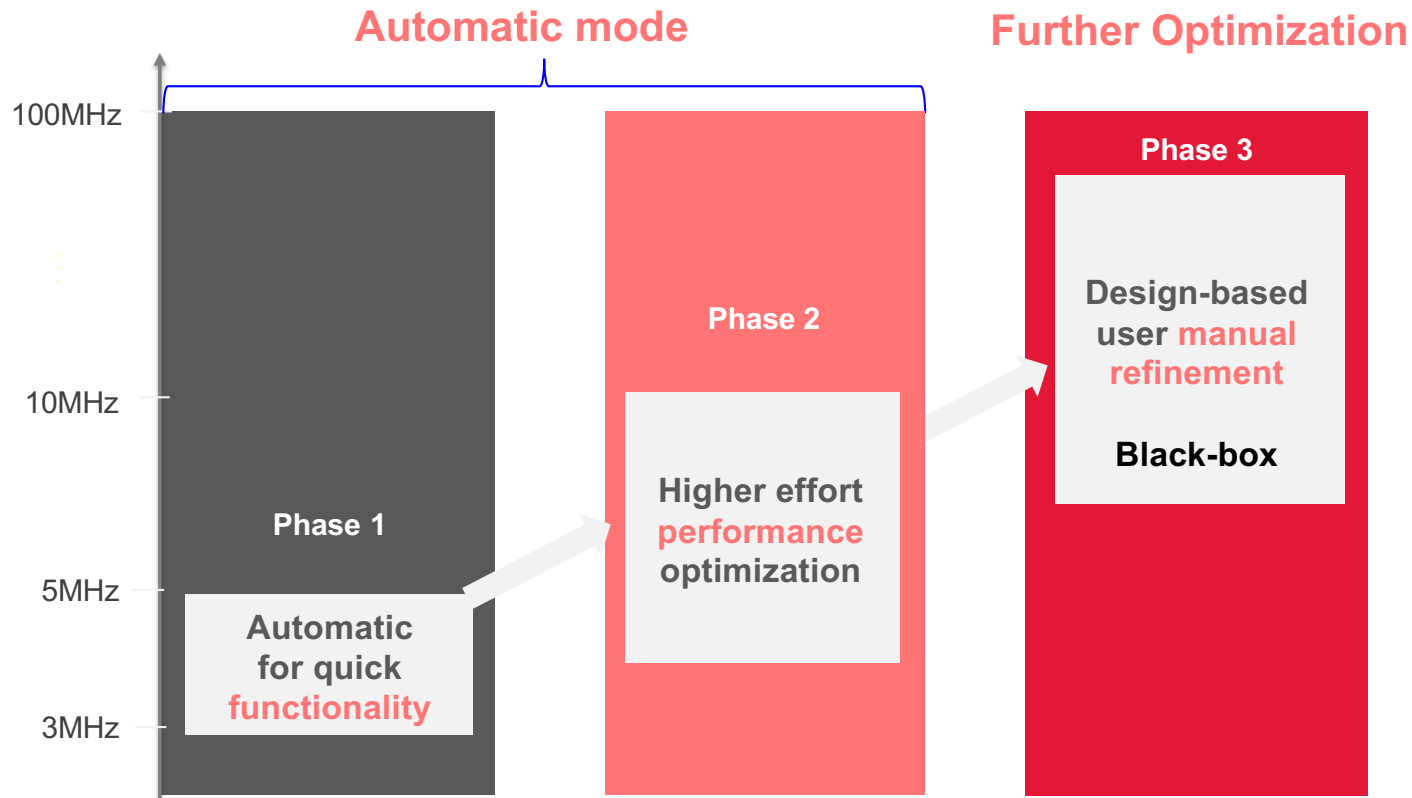 Automatic mode
Further Optimization
100MHz
10MHz
5MHz
3MHz
Phase 1
Automatic
for quick
functionality
Phase 2
Higher effort
performance
optimization
Phase 3
Design-based
user manual
refinement
Black-box